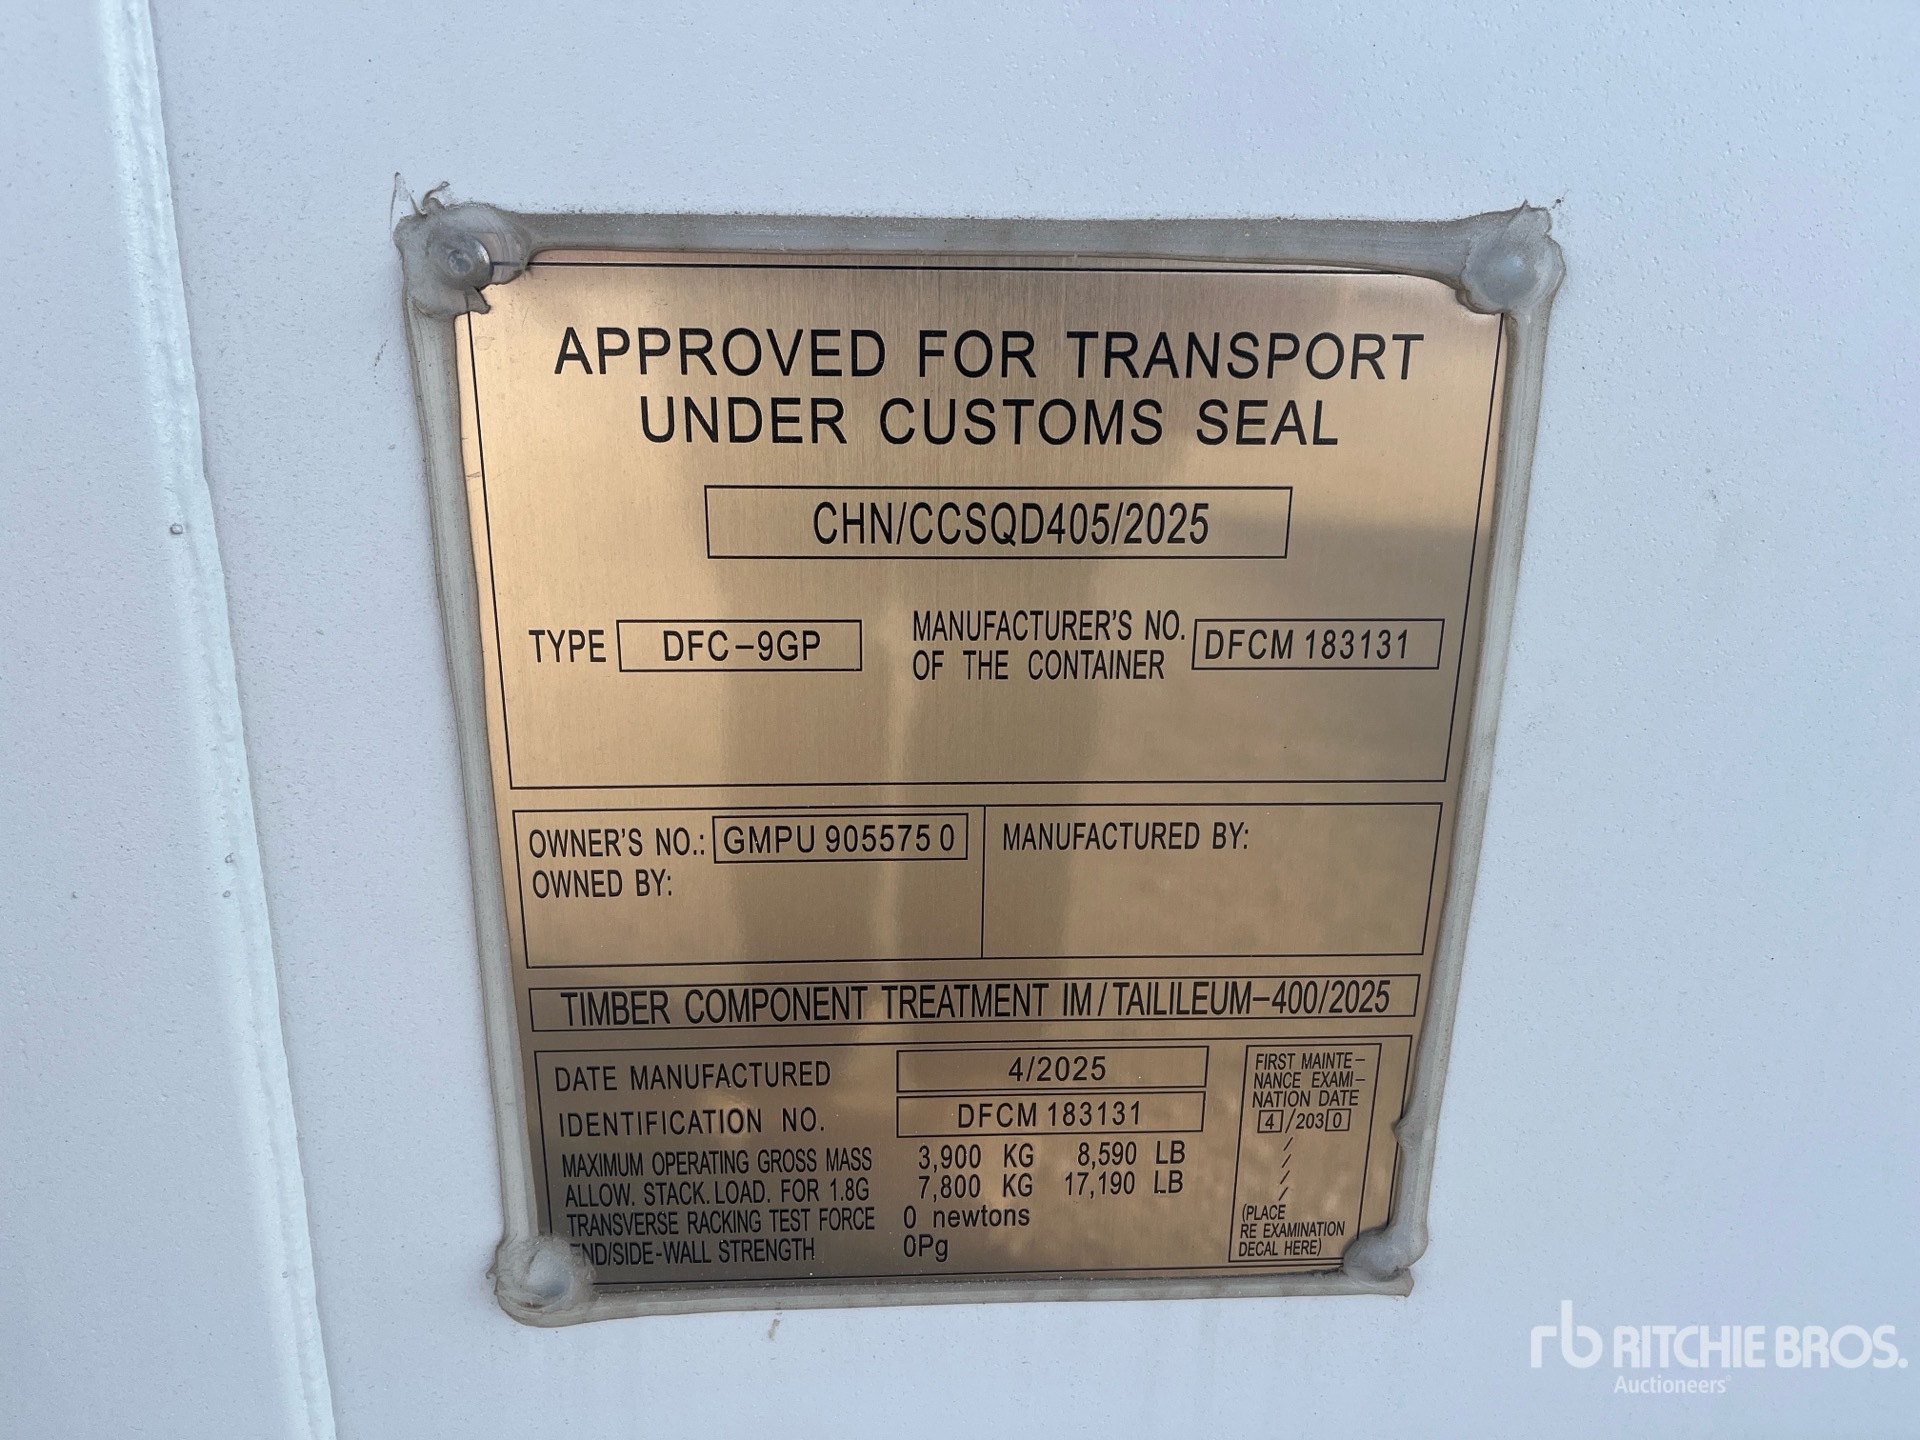 APPROVED FOR TRANSPORT
UNDER CUSTOMS SEAL
CHN/CCSQD405/2025
TYPE DFC-9GP
MANUFACTURER'S NO.
OF THE CONTAINER
DFCM 183131
OWNER'S NO.: GMPU 905575 0
OWNED BY:
MANUFACTURED BY:
TIMBER COMPONENT TREATMENT IM/TAILILEUM-400/2025
DATE MANUFACTURED 4/2025
IDENTIFICATION NO. DFCM 183131
MAXIMUM OPERATING GROSS MASS 3,900 KG 8,590 LB
ALLOW. STACK. LOAD. FOR 1.8G 7,800 KG 17,190 LB
TRANSVERSE RACKING TEST FORCE 0 newtons
END/SIDE-WALL STRENGTH 0Pg
FIRST MAINTE-
NANCE EXAMI-
NATION DATE
4/2030
/
/
/
(PLACE
RE EXAMINATION
DECAL HERE)
rb RITCHIE BROS.
Auctioneers